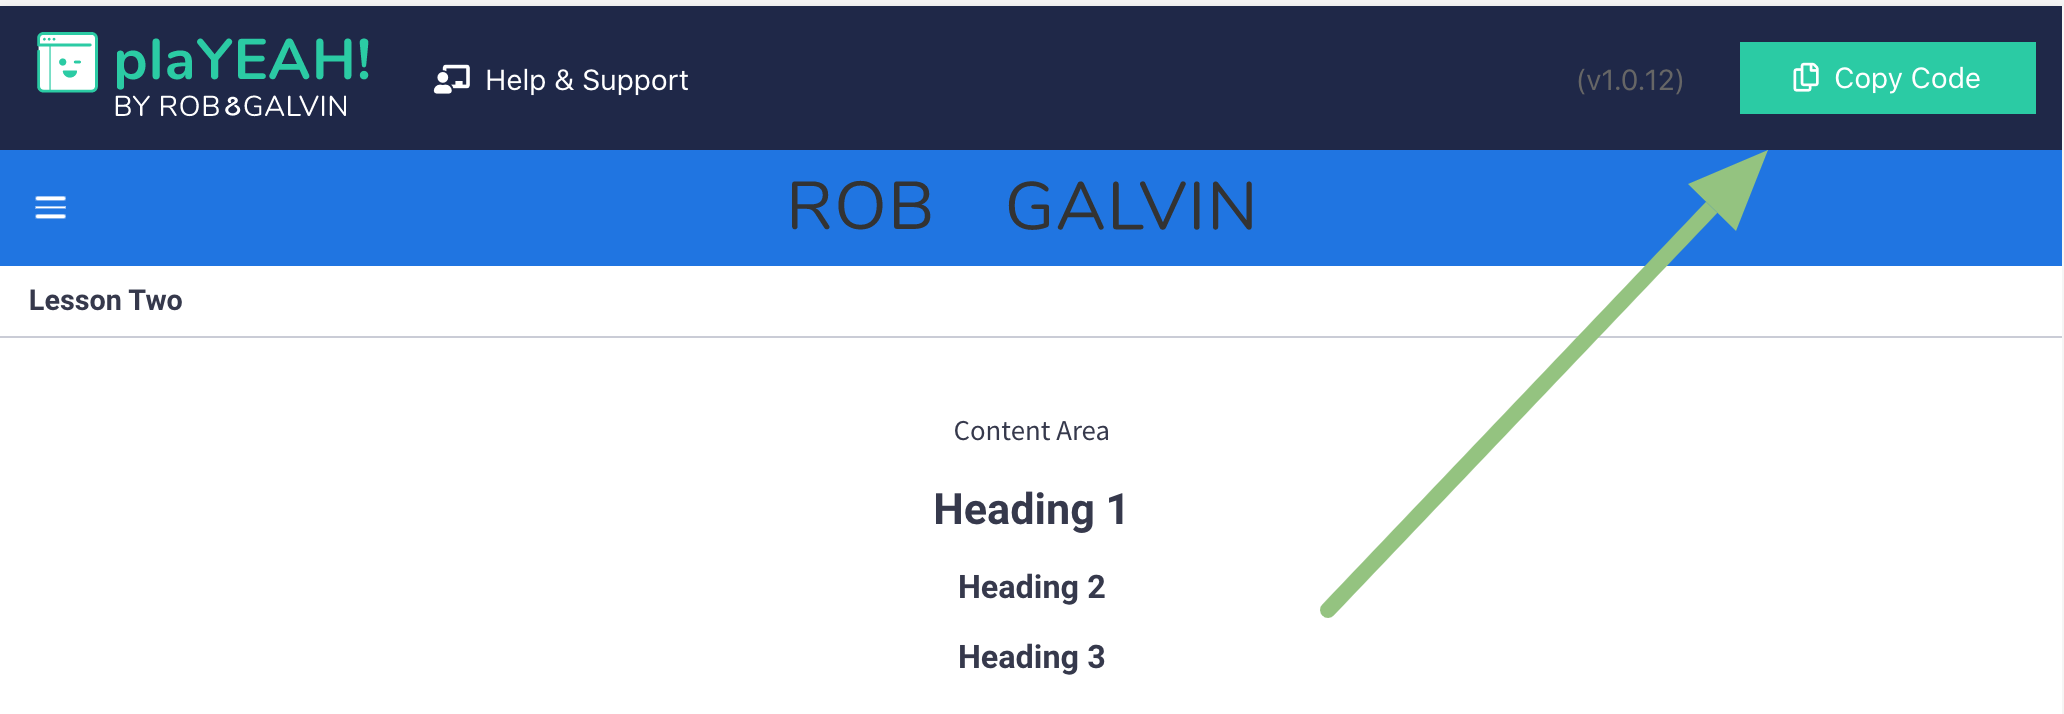 plaYEAH!
BY ROB&GALVIN
Help & Support
(v1.0.12)
Copy Code
ROB GALVIN
Lesson Two
Content Area
Heading 1
Heading 2
Heading 3